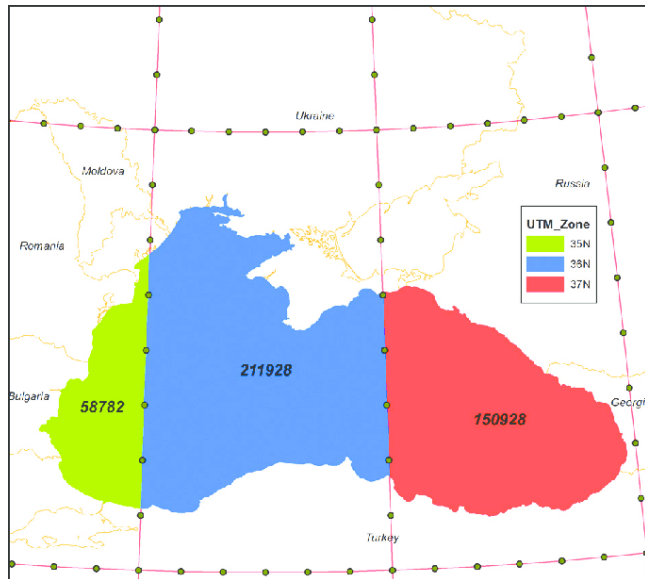 Ukraine
Moldova
Russia
UTM_Zone
Romania
35N
36N
37N
211928
Bulgaria
58782
150928
Georgi
Turkey